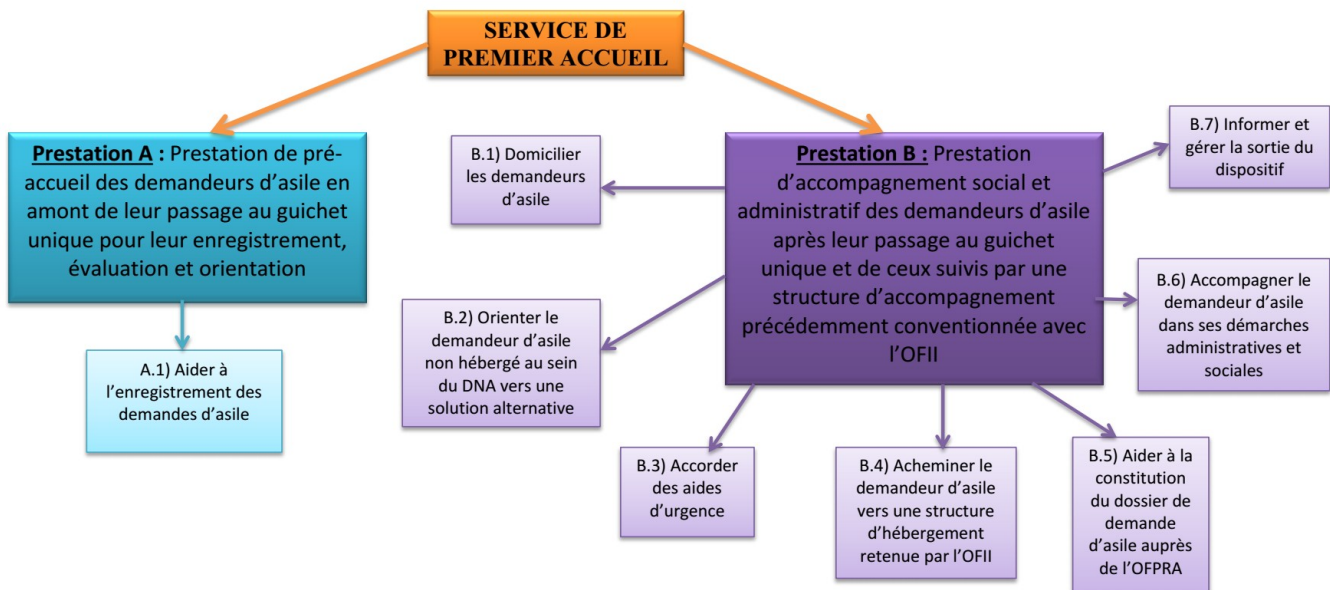 SERVICE DE
PREMIER ACCUEIL
Prestation A : Prestation de pré-
accueil des demandeurs d’asile en
amont de leur passage au guichet
unique pour leur enregistrement,
évaluation et orientation
A.1) Aider à
l’enregistrement des
demandes d’asile
Prestation B : Prestation
d’accompagnement social et
administratif des demandeurs d’asile
après leur passage au guichet
unique et de ceux suivis par une
structure d’accompagnement
précédemment conventionnée avec
l’OFII
B.1) Domicilier
les demandeurs
d’asile
B.2) Orienter le
demandeur d’asile
non hébergé au sein
du DNA vers une
solution alternative
B.3) Accorder
des aides
d’urgence
B.4) Acheminer le
demandeur d’asile
vers une structure
d’hébergement
retenue par l’OFII
B.5) Aider à la
constitution
du dossier de
demande
d’asile auprès
de l’OFPRA
B.6) Accompagner le
demandeur d’asile
dans ses démarches
administratives et
sociales
B.7) Informer et
gérer la sortie du
dispositif